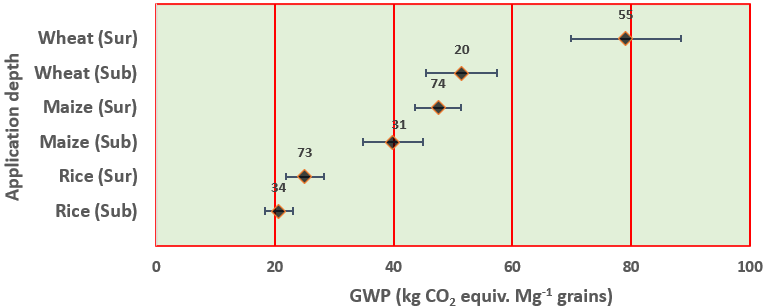 55
Wheat (Sur)
20
Wheat (Sub)
74
Maize (Sur)
31
Maize (Sub)
73
Rice (Sur)
34
Rice (Sub)
Application depth
0 20 40 60 80 100
GWP (kg CO₂ equiv. Mg⁻¹ grains)